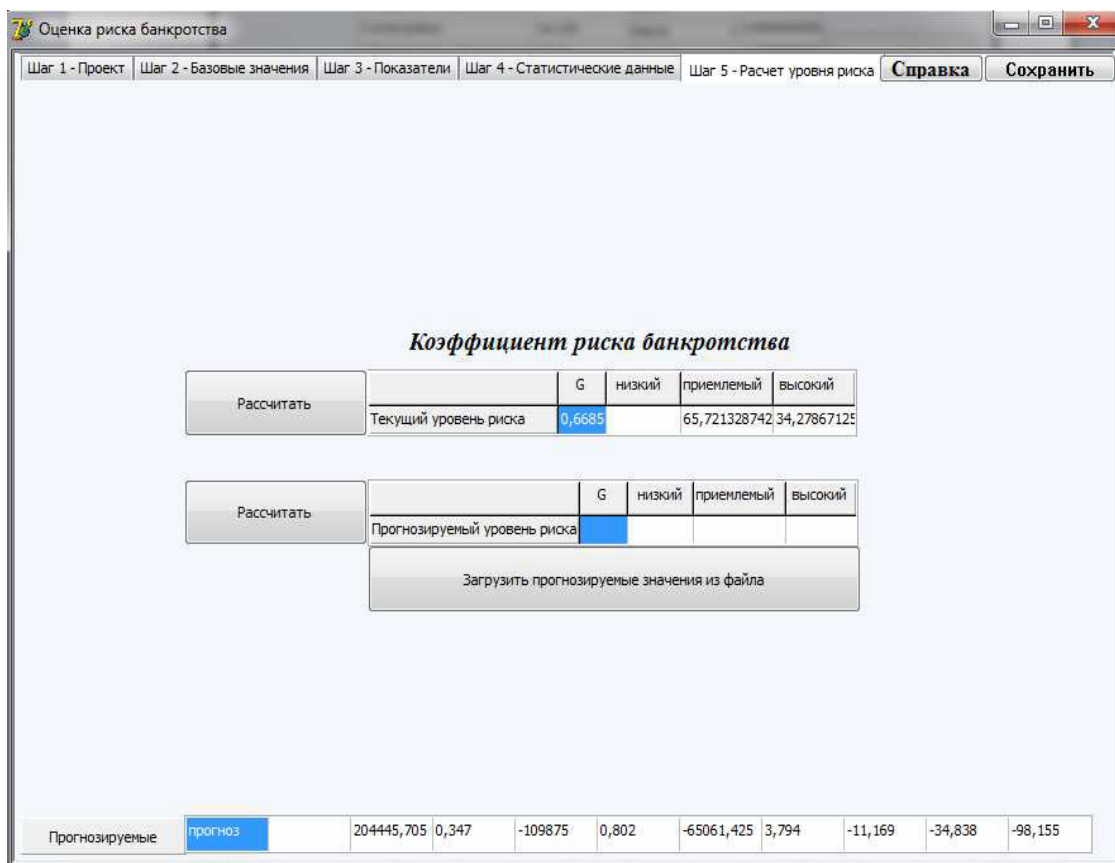 Оценка риска банкротства
Шаг 1 - Проект Шаг 2 - Базовые значения Шаг 3 - Показатели Шаг 4 - Статистические данные Шаг 5 - Расчет уровня риска Справка Сохранить
Коэффициент риска банкротства
Рассчитать
G низкий приемлемый высокий
Текущий уровень риска 0,6685 65,721328742 34,27867125
Рассчитать
G низкий приемлемый высокий
Прогнозируемый уровень риска
Загрузить прогнозируемые значения из файла
Прогнозируемые прогноз 204445,705 0,347 -109875 0,802 -65061,425 3,794 -11,169 -34,838 -98,155